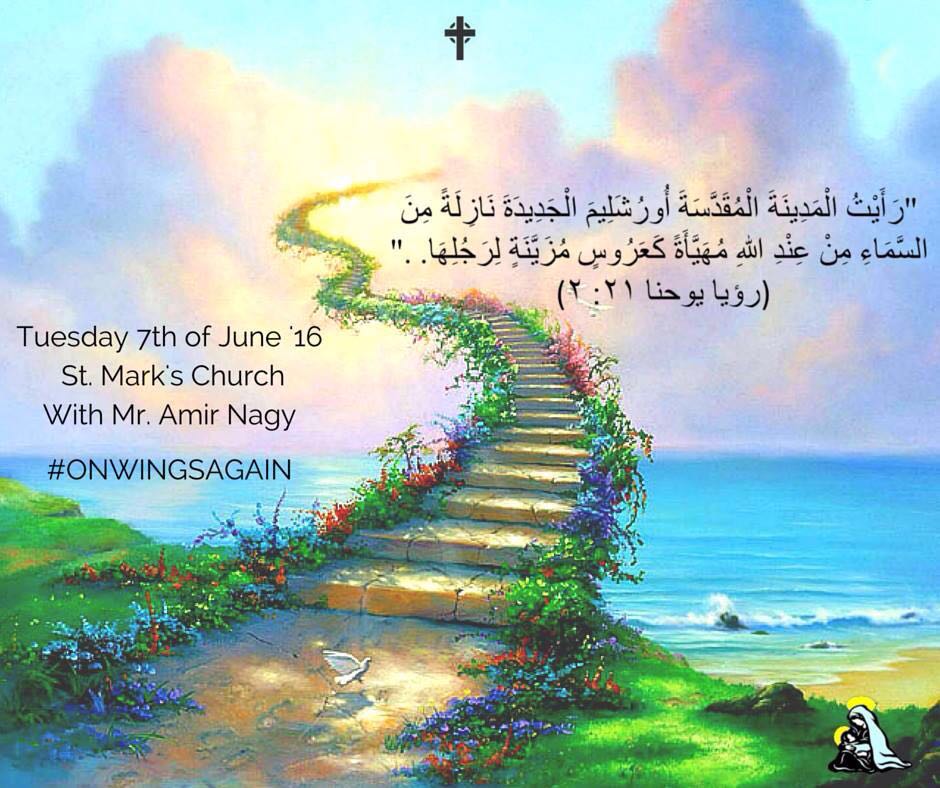 "رَأَيْتُ الْمَدِينَةَ الْمُقَدَّسَةَ أُورُشَلِيمَ الْجَدِيدَةَ نَازِلَةً مِنَ
السَّمَاءِ مِنْ عِنْدِ اللهِ مُهَيَّأَةً كَعَرُوسٍ مُزَيَّنَةٍ لِرَجُلِهَا. ."
(رؤيا يوحنا ٢١: ٢)
Tuesday 7th of June '16
St. Mark's Church
With Mr. Amir Nagy
#ONWINGSAGAIN